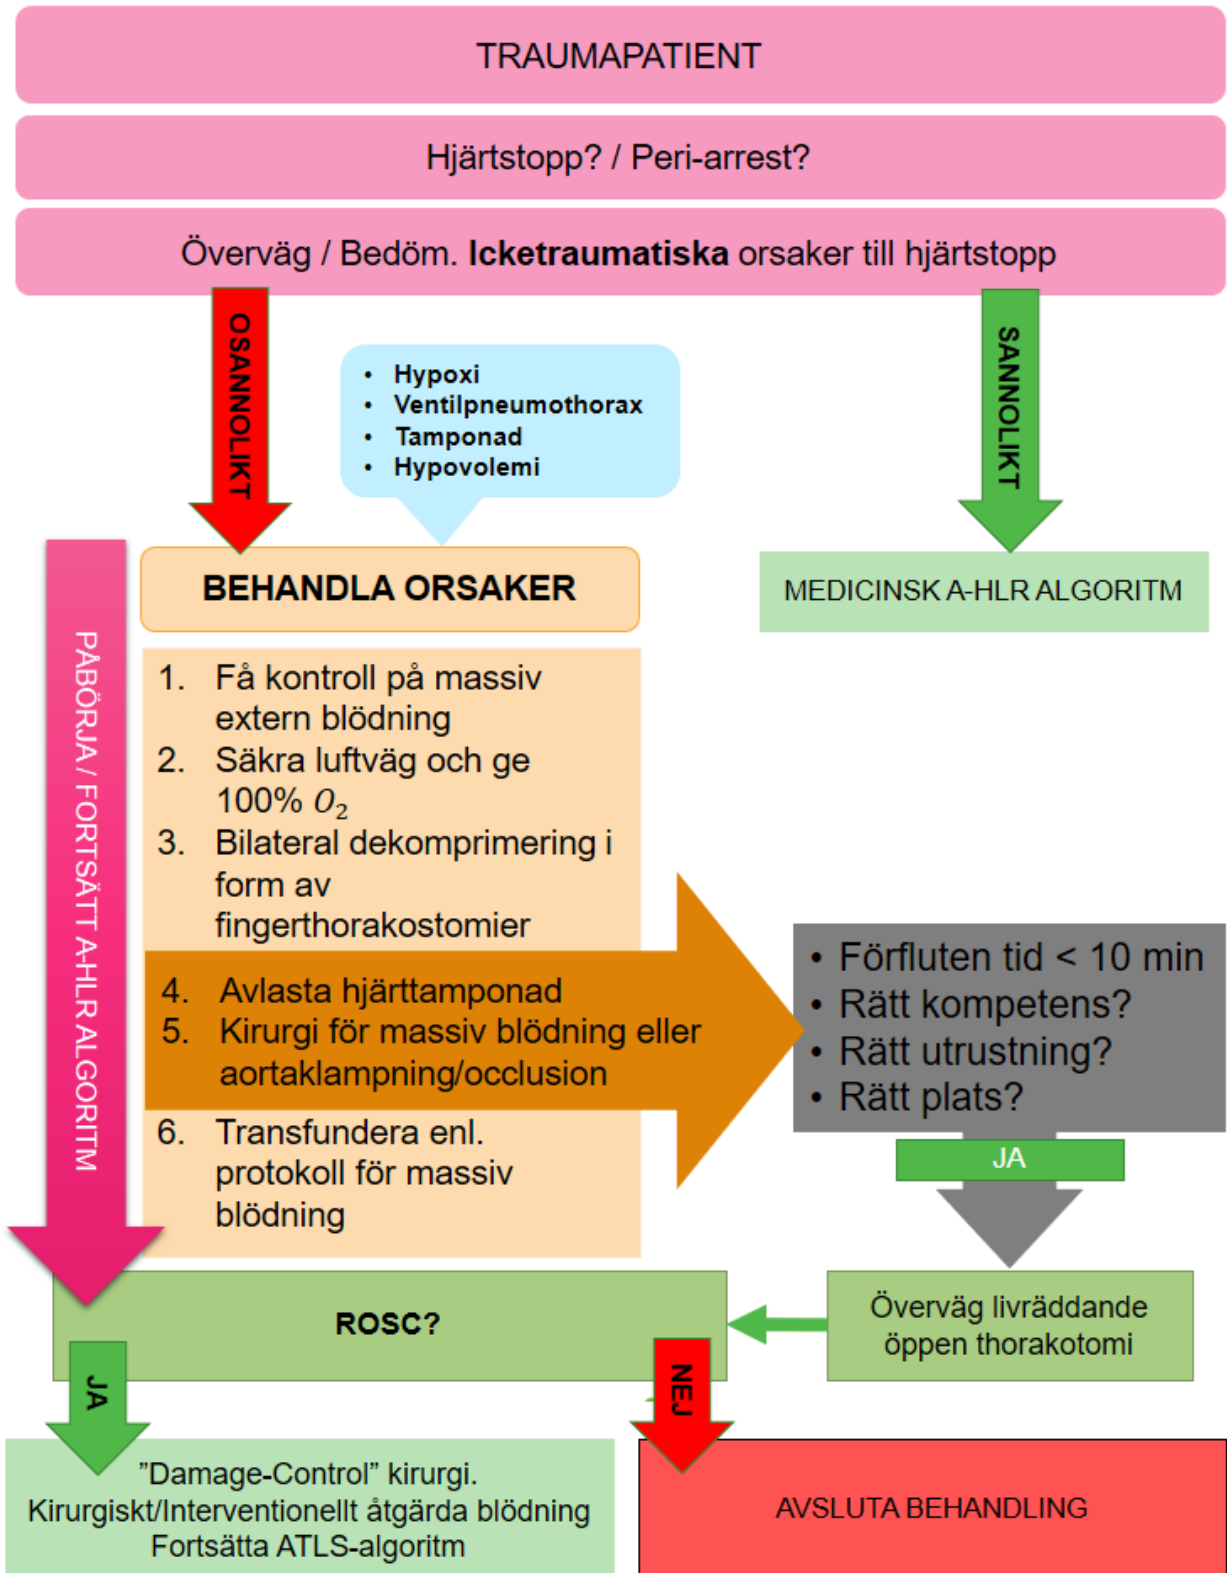 TRAUMAPATIENT
Hjärtstopp? / Peri-arrest?
Överväg / Bedöm. Icketraumatiska orsaker till hjärtstopp
OSANNOLIKT
SANNOLIKT
• Hypoxi
• Ventilpneumothorax
• Tamponad
• Hypovolemi
BEHANDLA ORSAKER
MEDICINSK A-HLR ALGORITM
PÅBÖRJA / FORTSÄTT A-HLR ALGORITM
1. Få kontroll på massiv
extern blödning
2. Säkra luftväg och ge
100% O₂
3. Bilateral dekomprimering i
form av
fingerthorakostomier
4. Avlasta hjärttamponad
5. Kirurgi för massiv blödning eller
aortaklampning/occlusion
6. Transfundera enl.
protokoll för massiv
blödning
• Förfluten tid < 10 min
• Rätt kompetens?
• Rätt utrustning?
• Rätt plats?
JA
Överväg livräddande
öppen thorakotomi
ROSC?
JA
NEJ
”Damage-Control” kirurgi.
Kirurgiskt/Interventionellt åtgärda blödning
Fortsätta ATLS-algoritm
AVSLUTA BEHANDLING